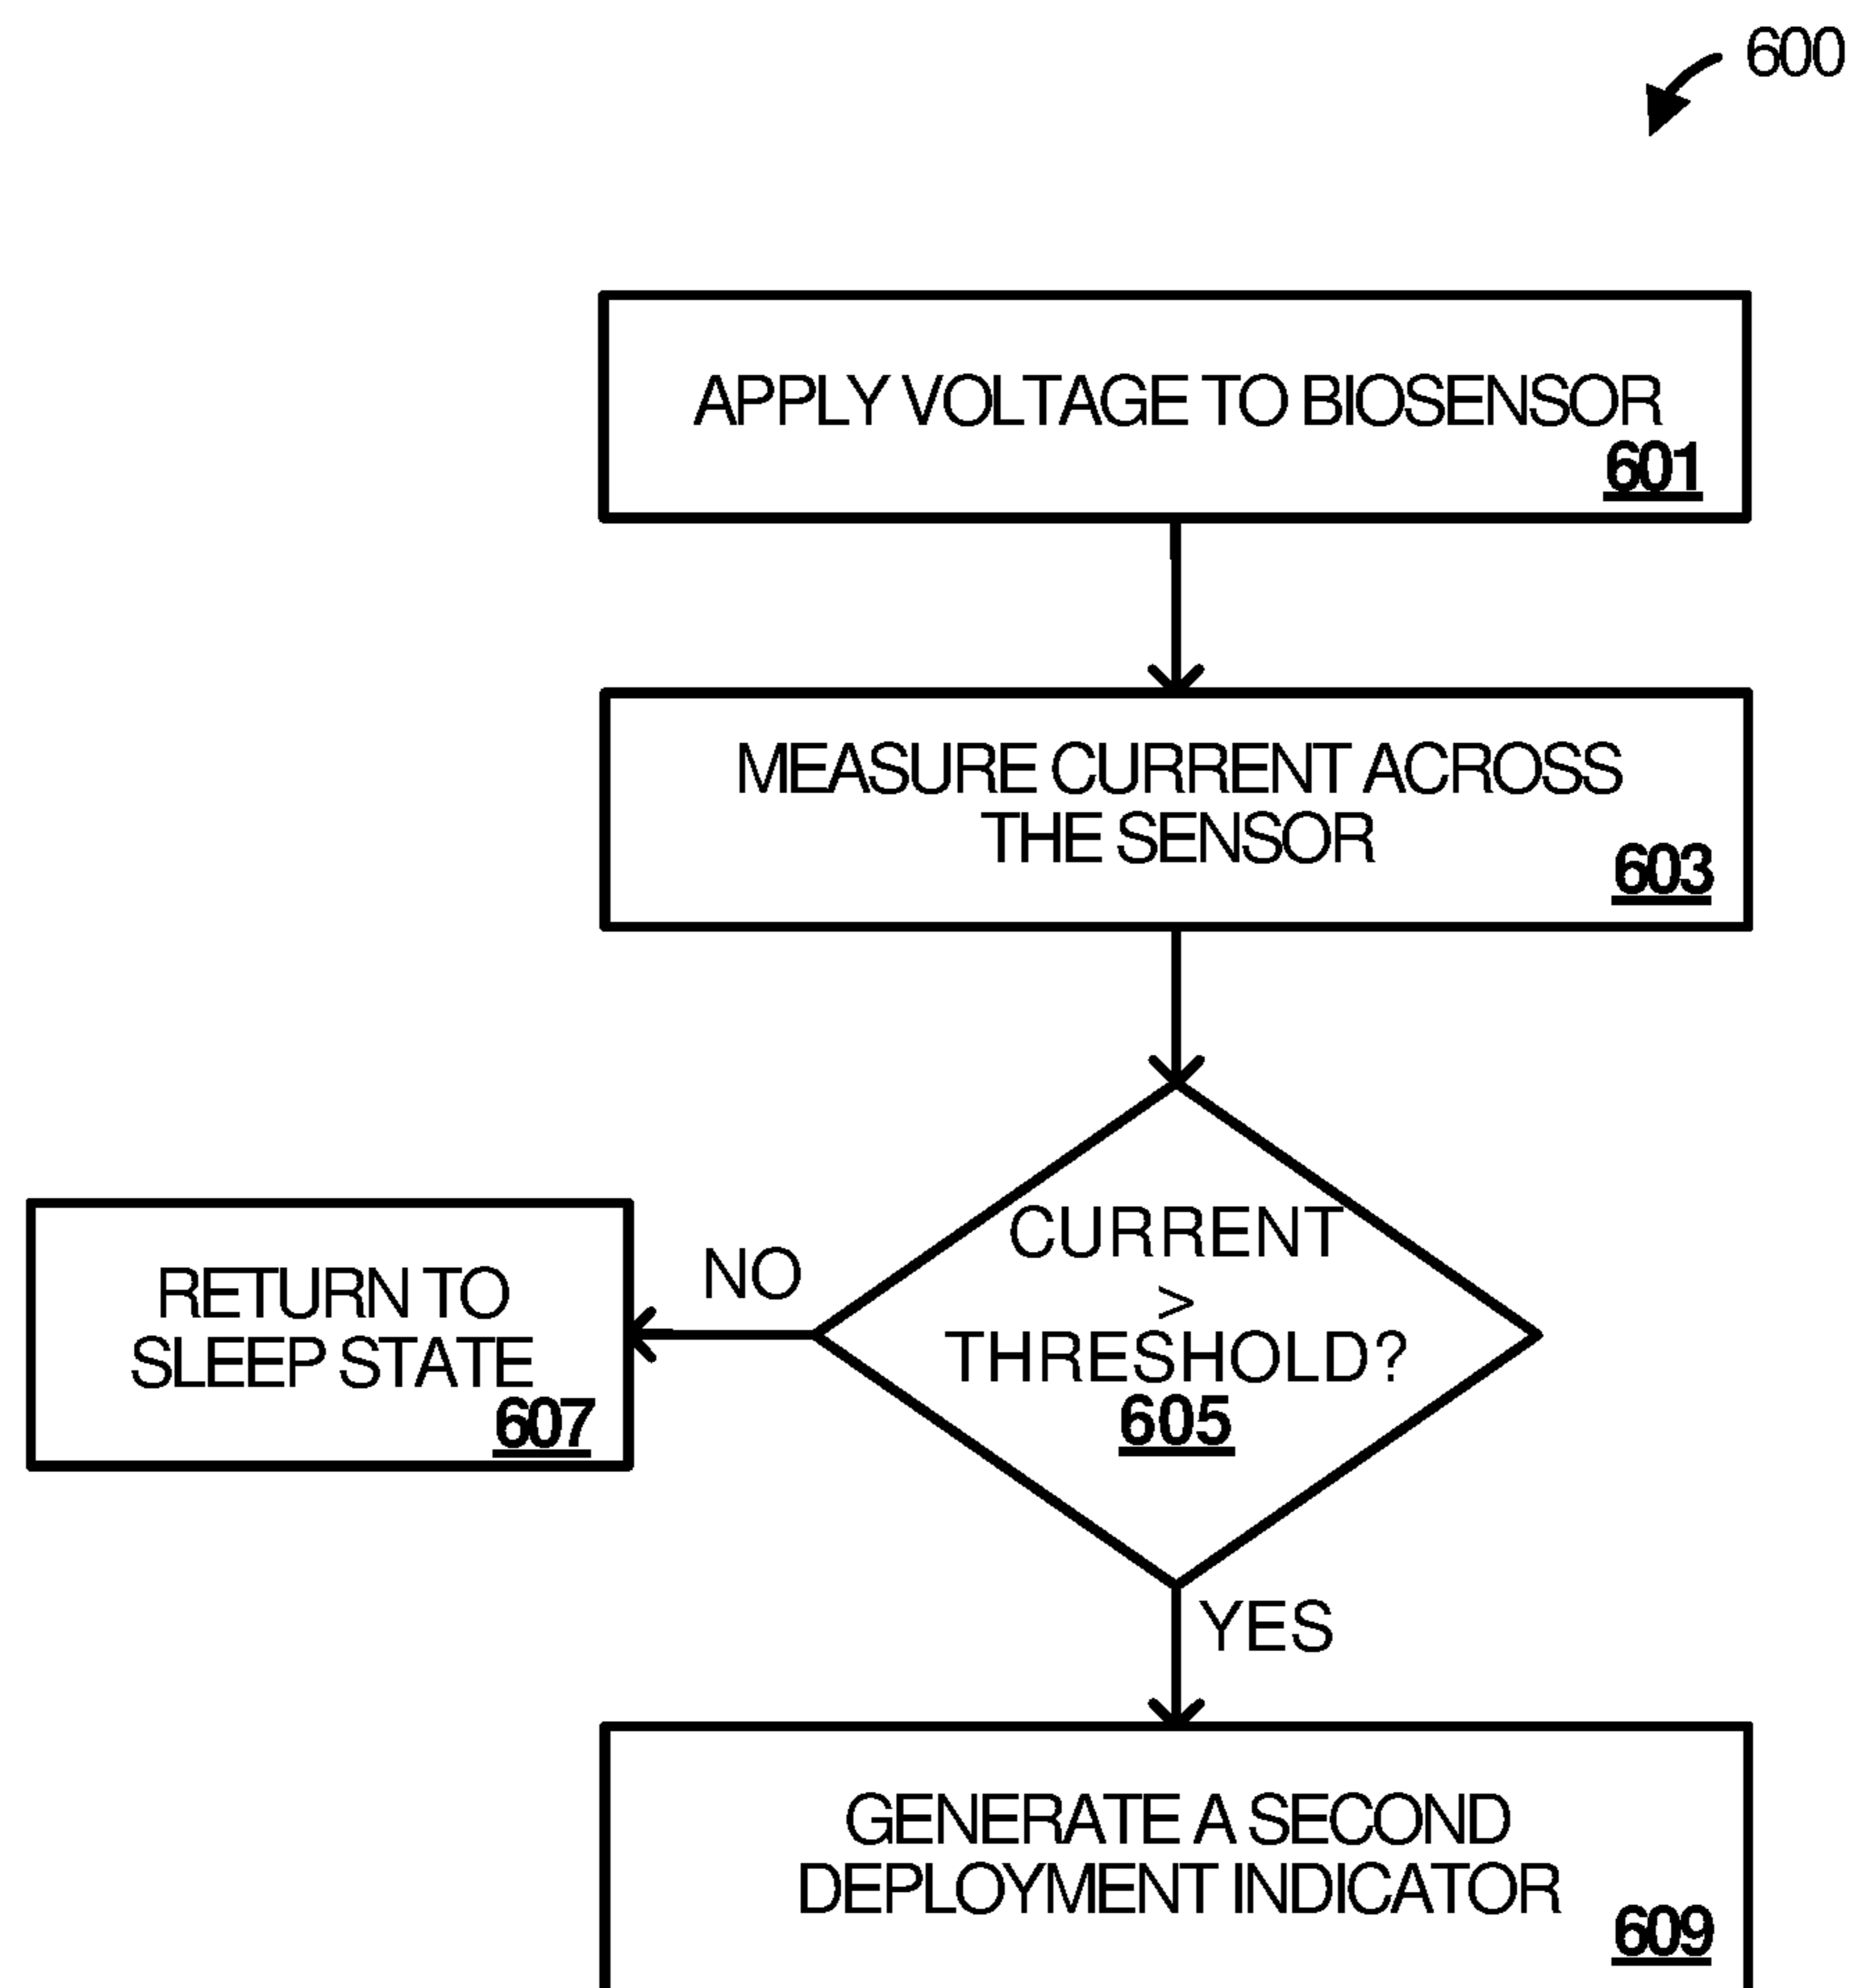 600
APPLY VOLTAGE TO BIOSENSOR
601
MEASURE CURRENT ACROSS
THE SENSOR
603
CURRENT
>
THRESHOLD?
605
NO
RETURN TO
SLEEP STATE
607
YES
GENERATE A SECOND
DEPLOYMENT INDICATOR
609